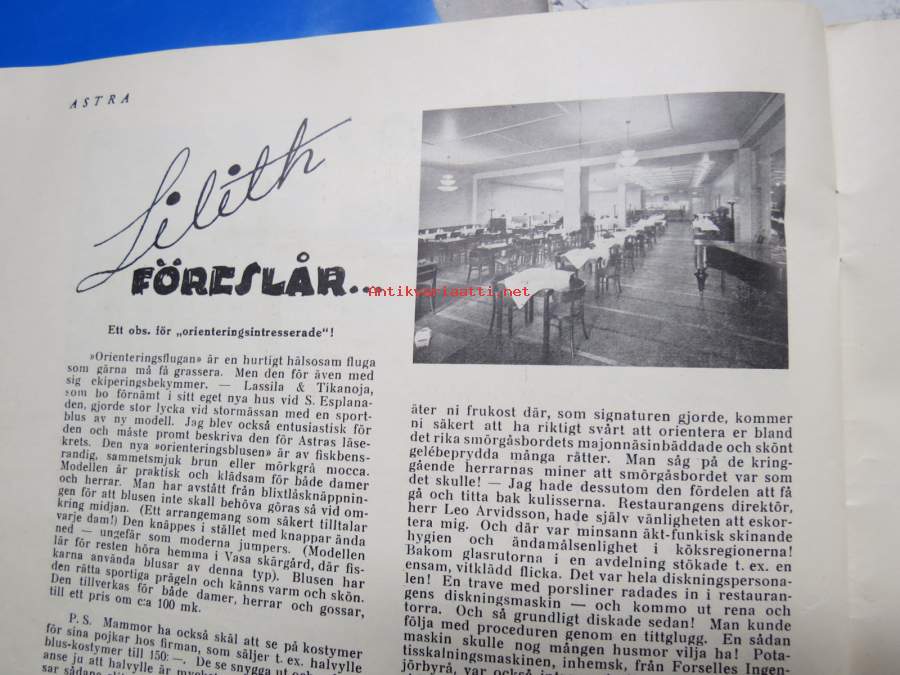 ASTRA
Lilith
FÖRESLÅR...
Ett obs. för „orienteringsintresserade“!
»Orienteringsflugan» är en hurtigt hälsosam fluga
som gärna må få grassera. Men den för även med
sig ekiperingsbekymmer. — Lassila & Tikanoja,
som bo förnämt i sitt eget nya hus vid S. Esplana-
den, gjorde stor lycka vid stormässan med en sport-
blus av ny modell. Jag blev också entusiastisk för
den och måste promt beskriva den för Astras läse-
krets. Den nya »orienteringsblusen» är av fiskbens-
randig, sammetsmjuk brun eller mörkgrå mocca.
Modellen är praktisk och klädsam för både damer
och herrar. Man har avstått från blixtlåsknäppnin-
gen för att blusen inte skall behöva göras så vid om-
kring midjan. (Ett arrangemang som säkert tilltalar
varje dam!) Den knäppes i stället med knappar ända
ned — ungefär som moderna jumpers. (Modellen
lär för resten höra hemma i Vasa skärgård, där fis-
karna använda blusar av denna typ). Blusen har
den rätta sportiga prägeln och känns varm och skön.
Den tillverkas för både damer, herrar och gossar,
till ett pris om c:a 100 mk.
P. S. Mammor ha också skäl att se på kostymer
för sina pojkar hos firman, som säljer t. ex. halvylle
blus-kostymer till 150:—. De se snygga ut och
anse ju att halvylle är
sar sådana
Antikvariaatti.net
äter ni frukost där, som signaturen gjorde, kommer
ni säkert att ha riktigt svårt att orientera er bland
det rika smörgåsbordets majonnäsinbäddade och skönt
gelébeprydda många rätter. Man såg på de kring-
gående herrarnas miner att smörgåsbordet var som
det skulle! — Jag hade dessutom den fördelen att få
gå och titta bak kulisserna. Restaurangens direktör,
herr Leo Arvidsson, hade själv vänligheten att eskor-
tera mig. Och där var minsann äkt-funkisk skinande
hygien och ändamålsenlighet i köksregionerna!
Bakom glasrutorna i en avdelning stökade t. ex. en
ensam, vitklädd flicka. Det var hela diskningspersona-
len! En trave med porsliner radades in i restauran-
gens diskningsmaskin — och kommo ut rena och
torra. Och så grundligt diskade sedan! Man kunde
följa med proceduren genom en tittglugg. En sådan
maskin skulle nog mången husmor vilja ha! Pota-
tisskalningsmaskinen, inhemsk, från Forselles Ingen-
jörbyrå, var också